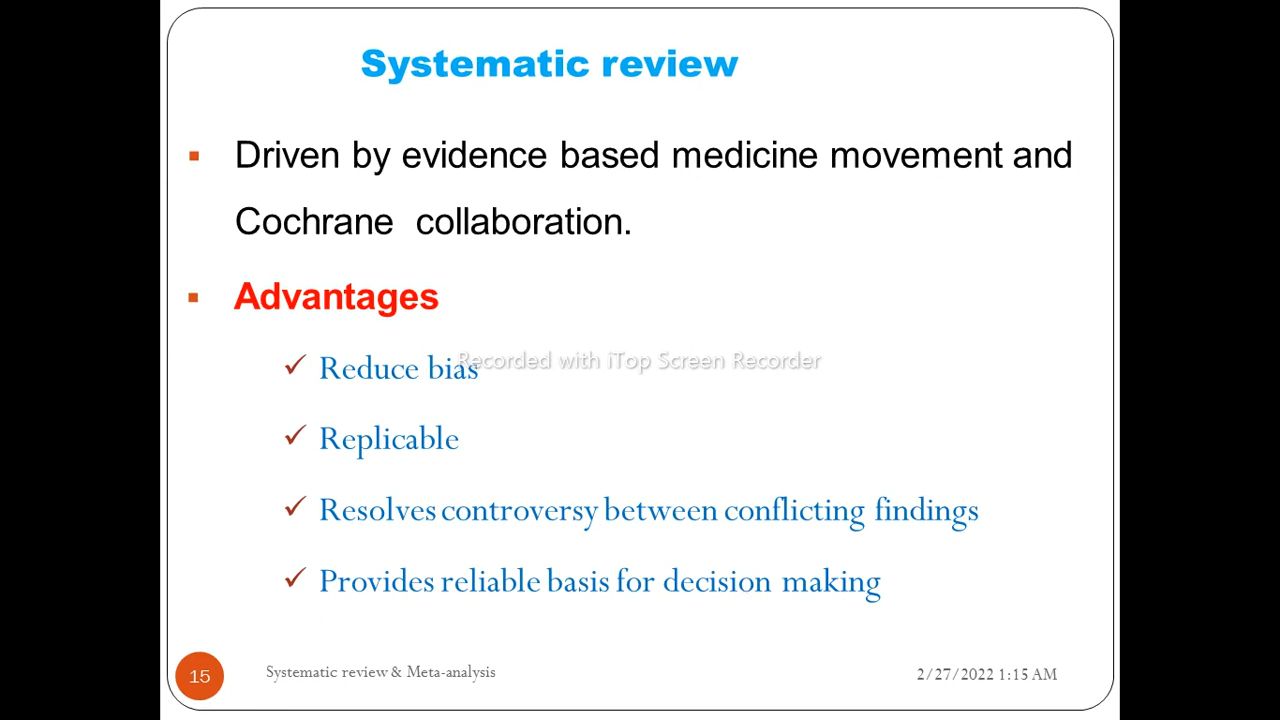 Systematic review
Driven by evidence based medicine movement and
Cochrane collaboration.
Advantages
Recorded with iTop Screen Recorder
Reduce bias
Replicable
Resolves controversy between conflicting findings
Provides reliable basis for decision making
15
Systematic review & Meta-analysis
2/27/2022 1:15 AM